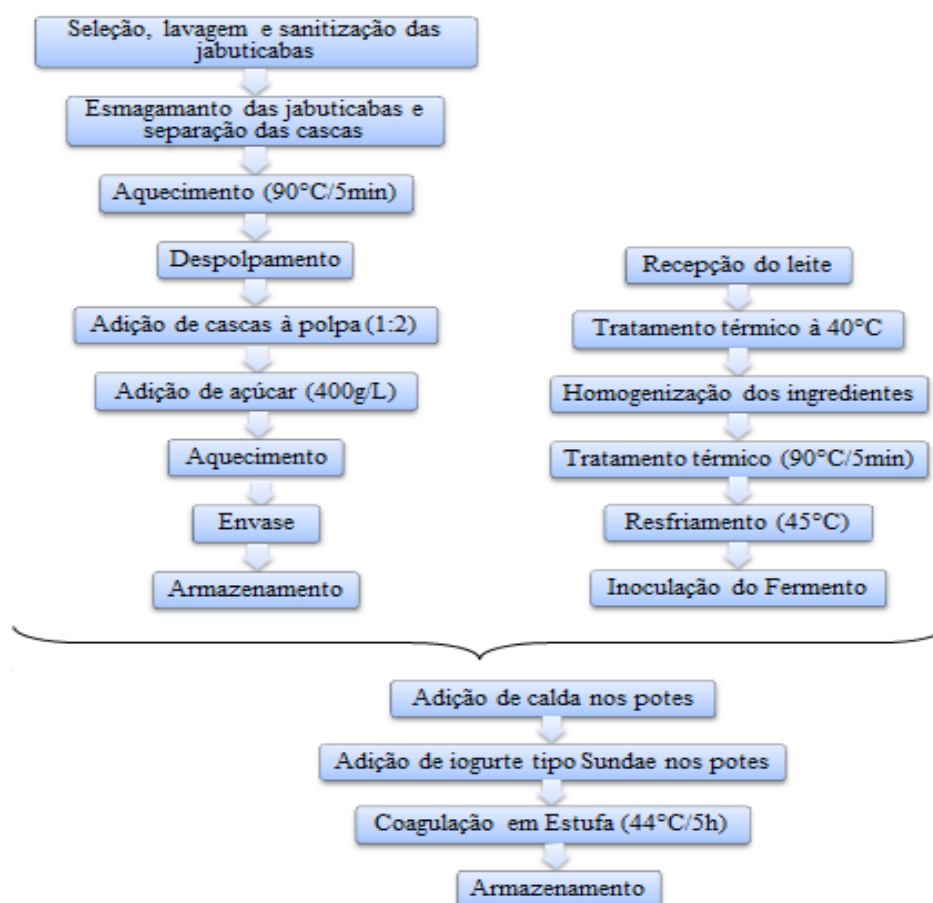 Seleção, lavagem e sanitização das
jabuticabas
Esmagamanto das jabuticabas e
separação das cascas
Aquecimento (90°C/5min)
Despolpamento
Adição de cascas à polpa (1:2)
Adição de açúcar (400g/L)
Aquecimento
Envase
Armazenamento
Recepção do leite
Tratamento térmico à 40°C
Homogenização dos ingredientes
Tratamento térmico (90°C/5min)
Resfriamento (45°C)
Inoculação do Fermento
Adição de calda nos potes
Adição de iogurte tipo Sundae nos potes
Coagulação em Estufa (44°C/5h)
Armazenamento